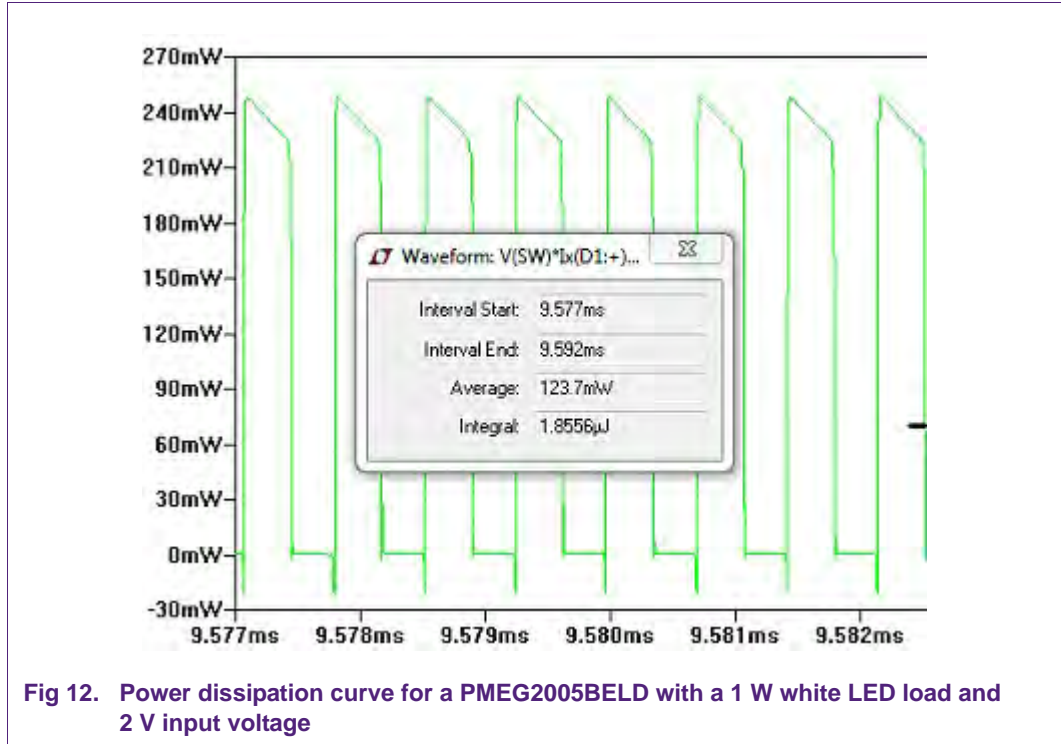 270mW
240mW
210mW
180mW
150mW
120mW
90mW
60mW
30mW
0mW
-30mW
Waveform: V(SW)*Ix(D1:+)...
Interval Start: 9.577ms
Interval End: 9.592ms
Average: 123.7mW
Integral: 1.8556µJ
9.577ms 9.578ms 9.579ms 9.580ms 9.581ms 9.582ms
Fig 12. Power dissipation curve for a PMEG2005BELD with a 1 W white LED load and
2 V input voltage